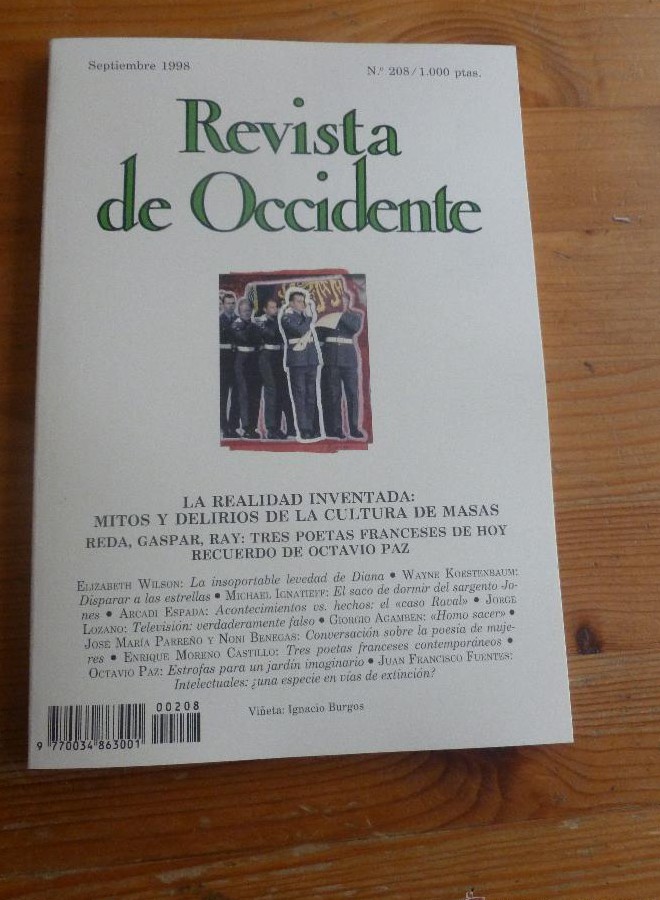 Septiembre 1998
N.º 208/1.000 ptas.
Revista
de Occidente
LA REALIDAD INVENTADA:
MITOS Y DELIRIOS DE LA CULTURA DE MASAS
REDA, GASPAR, RAY: TRES POETAS FRANCESES DE HOY
RECUERDO DE OCTAVIO PAZ
ELIZABETH WILSON: La insoportable levedad de Diana • WAYNE KOESTENBAUM:
Disparar a las estrellas • MICHAEL IGNATIEFF: El saco de dormir del sargento Jo-
nes • ARCADI ESPADA: Acontecimientos vs. hechos: el «caso Raval» • JORGE
LOZANO: Televisión: verdaderamente falso • GIORGIO AGAMBEN: «Homo sacer» •
JOSÉ MARÍA PARREÑO Y NONI BENEGAS: Conversación sobre la poesía de muje-
res • ENRIQUE MORENO CASTILLO: Tres poetas franceses contemporáneos •
OCTAVIO PAZ: Estrofas para un jardín imaginario • JUAN FRANCISCO FUENTES:
Intelectuales: ¿una especie en vías de extinción?
Viñeta: Ignacio Burgos
00208
9 770034 863001